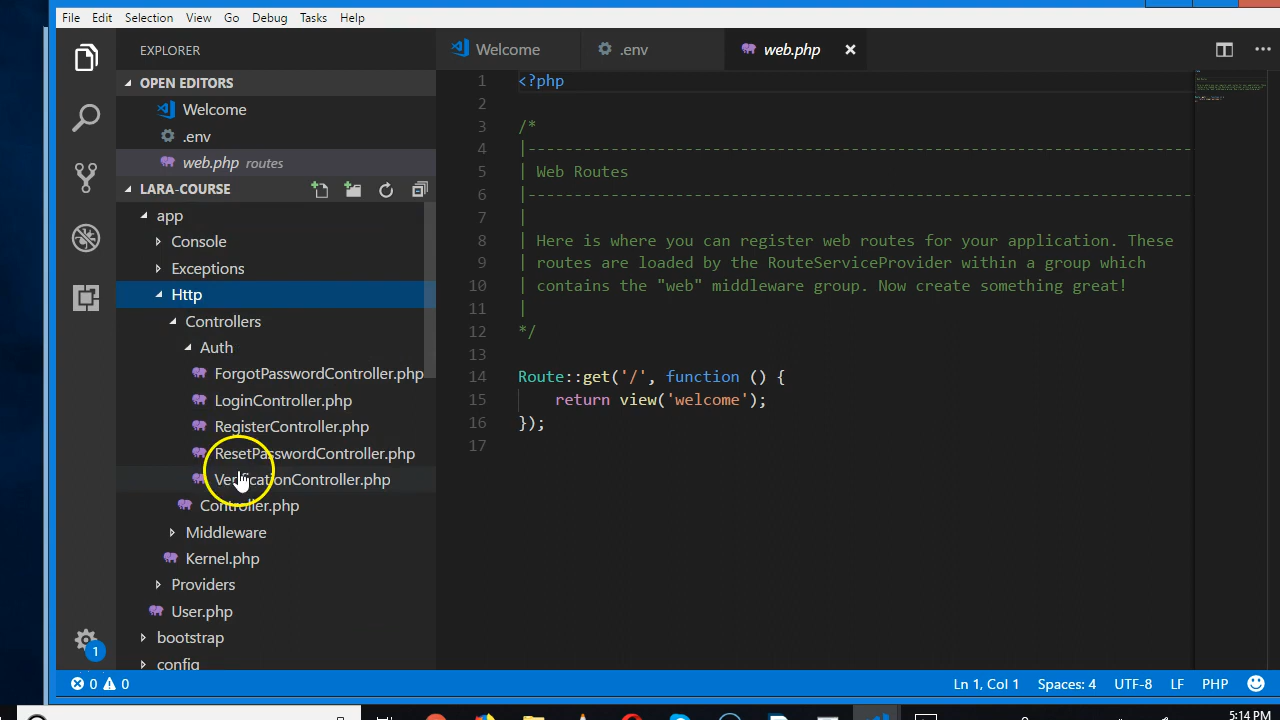 File Edit Selection View Go Debug Tasks Help
EXPLORER
OPEN EDITORS
Welcome
.env
web.php routes
LARA-COURSE
app
Console
Exceptions
Http
Controllers
Auth
ForgotPasswordController.php
LoginController.php
RegisterController.php
ResetPasswordController.php
VerificationController.php
Controller.php
Middleware
Kernel.php
Providers
User.php
bootstrap
config
1
Welcome .env web.php
1 <?php
2
3 /*
4 |-------------------------------------------------------------------------
5 | Web Routes
6 |-------------------------------------------------------------------------
7 |
8 | Here is where you can register web routes for your application. These
9 | routes are loaded by the RouteServiceProvider within a group which
10 | contains the "web" middleware group. Now create something great!
11 |
12 */
13
14 Route::get('/', function () {
15 return view('welcome');
16 });
17
0 0 Ln 1, Col 1 Spaces: 4 UTF-8 LF PHP
5:14 PM